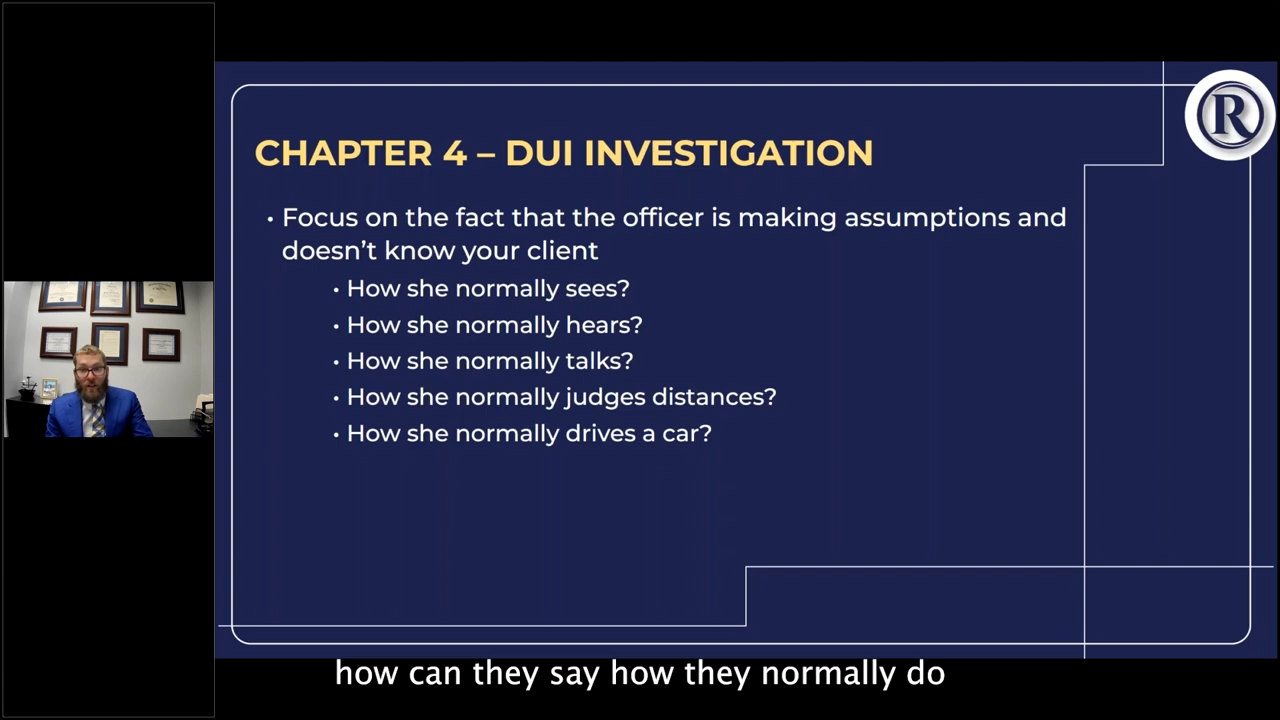 CHAPTER 4 – DUI INVESTIGATION
• Focus on the fact that the officer is making assumptions and
doesn't know your client
• How she normally sees?
• How she normally hears?
• How she normally talks?
• How she normally judges distances?
• How she normally drives a car?
R
how can they say how they normally do